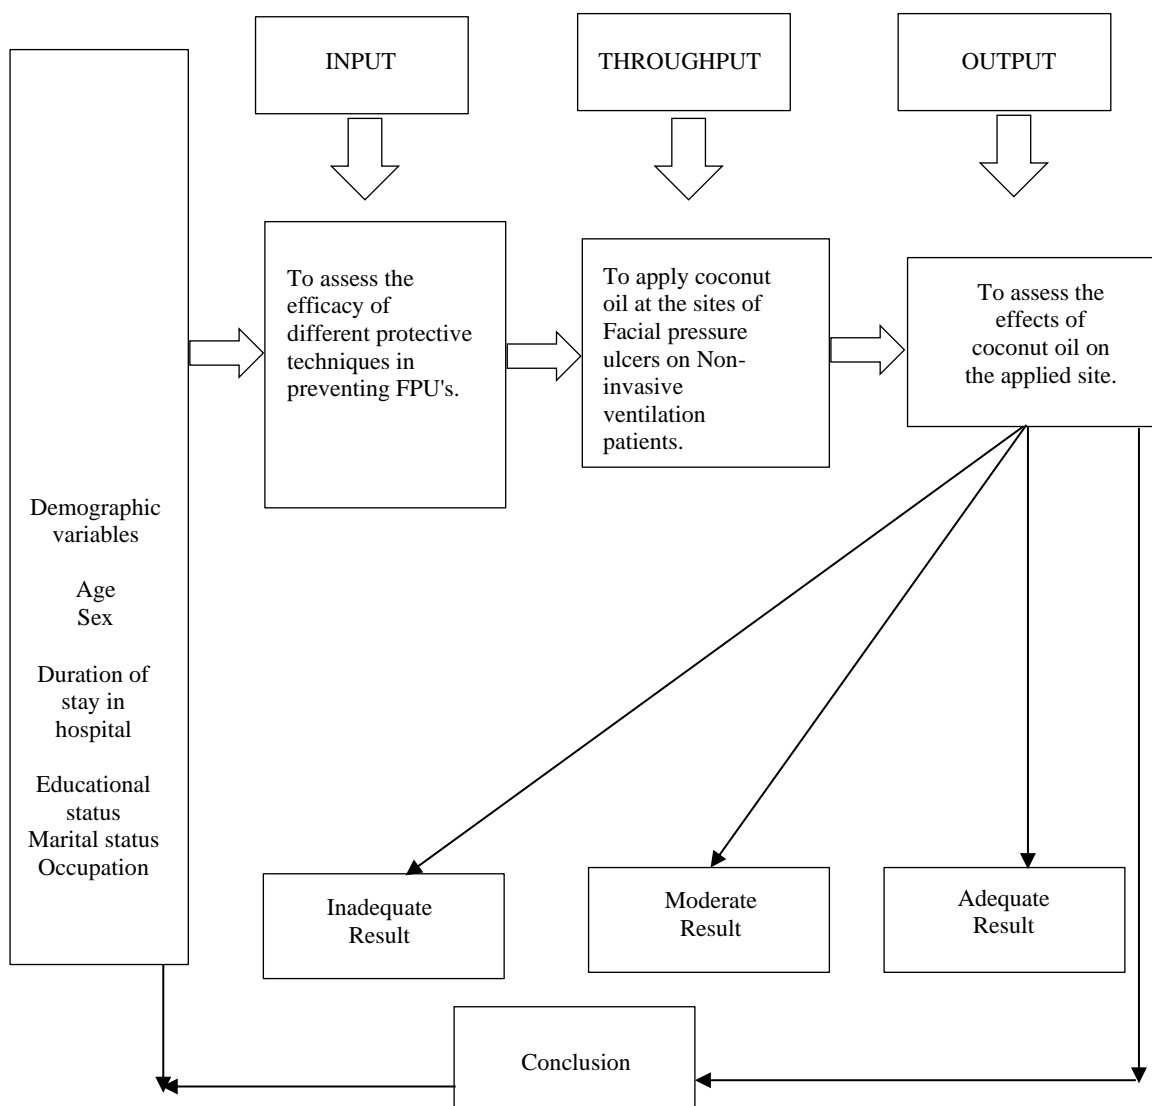 INPUT
THROUGHPUT
OUTPUT
Demographic
variables
Age
Sex
Duration of
stay in
hospital
Educational
status
Marital status
Occupation
To assess the
efficacy of
different protective
techniques in
preventing FPU's.
To apply coconut
oil at the sites of
Facial pressure
ulcers on Non-
invasive
ventilation
patients.
To assess the
effects of
coconut oil on
the applied site.
Inadequate
Result
Moderate
Result
Adequate
Result
Conclusion